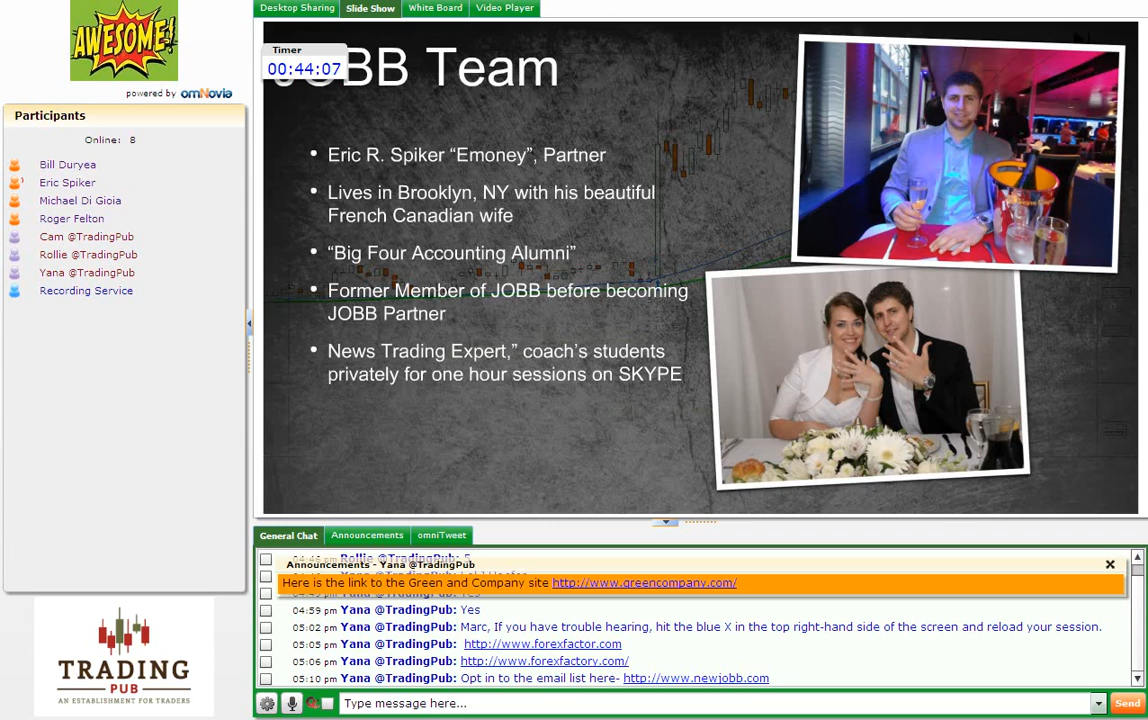 AWESOME!
powered by omNovia
Participants
Online: 8
Bill Duryea
Eric Spiker
Michael Di Gioia
Roger Felton
Cam @TradingPub
Rollie @TradingPub
Yana @TradingPub
Recording Service
TRADING
PUB
AN ESTABLISHMENT FOR TRADERS
Desktop Sharing Slide Show White Board Video Player
Timer
00:44:07
JOBB Team
• Eric R. Spiker “Emoney”, Partner
• Lives in Brooklyn, NY with his beautiful
French Canadian wife
• “Big Four Accounting Alumni”
• Former Member of JOBB before becoming
JOBB Partner
• News Trading Expert,” coach’s students
privately for one hour sessions on SKYPE
General Chat Announcements omniTweet
04:46 pm Rollie @TradingPub: 5
Announcements - Yana @TradingPub
Here is the link to the Green and Company site http://www.greencompany.com/
04:59 pm Yana @TradingPub: Yes
05:02 pm Yana @TradingPub: Marc, If you have trouble hearing, hit the blue X in the top right-hand side of the screen and reload your session.
05:05 pm Yana @TradingPub: http://www.forexfactor.com
05:06 pm Yana @TradingPub: http://www.forexfactory.com/
05:10 pm Yana @TradingPub: Opt in to the email list here- http://www.newjobb.com
Type message here...
Send